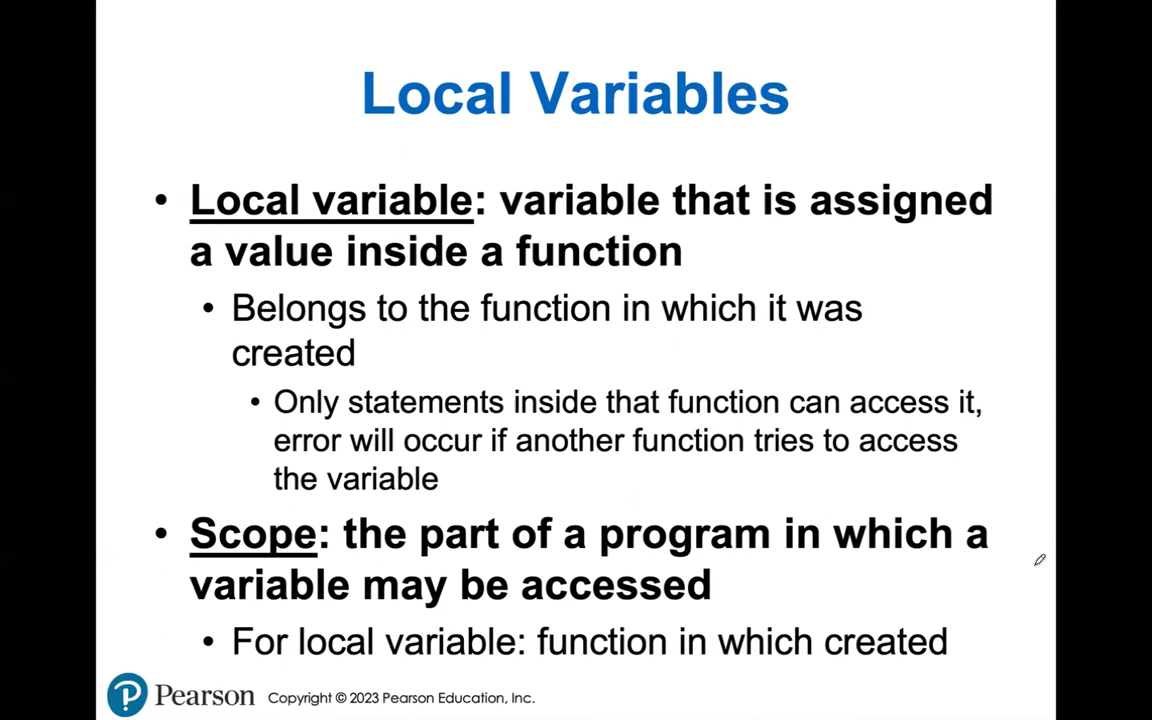 Local Variables
• Local variable: variable that is assigned
a value inside a function
• Belongs to the function in which it was
created
• Only statements inside that function can access it,
error will occur if another function tries to access
the variable
• Scope: the part of a program in which a
variable may be accessed
• For local variable: function in which created
P Pearson Copyright © 2023 Pearson Education, Inc.